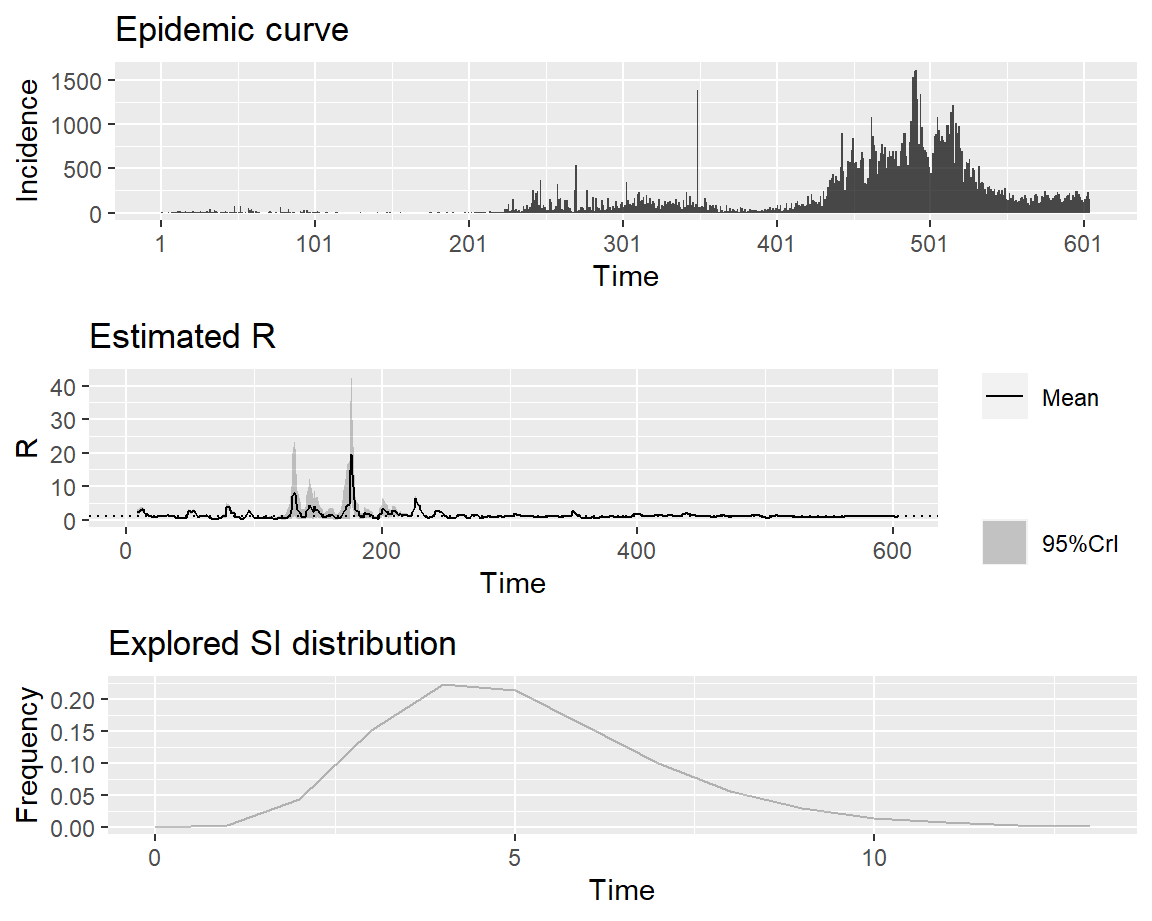 Epidemic curve
Incidence
1500
1000
500
0
1 101 201 301 401 501 601
Time
Estimated R
R
40
30
20
10
0
0 200 400 600
Time
Mean
95%CrI
Explored SI distribution
Frequency
0.20
0.15
0.10
0.05
0.00
0 5 10
Time